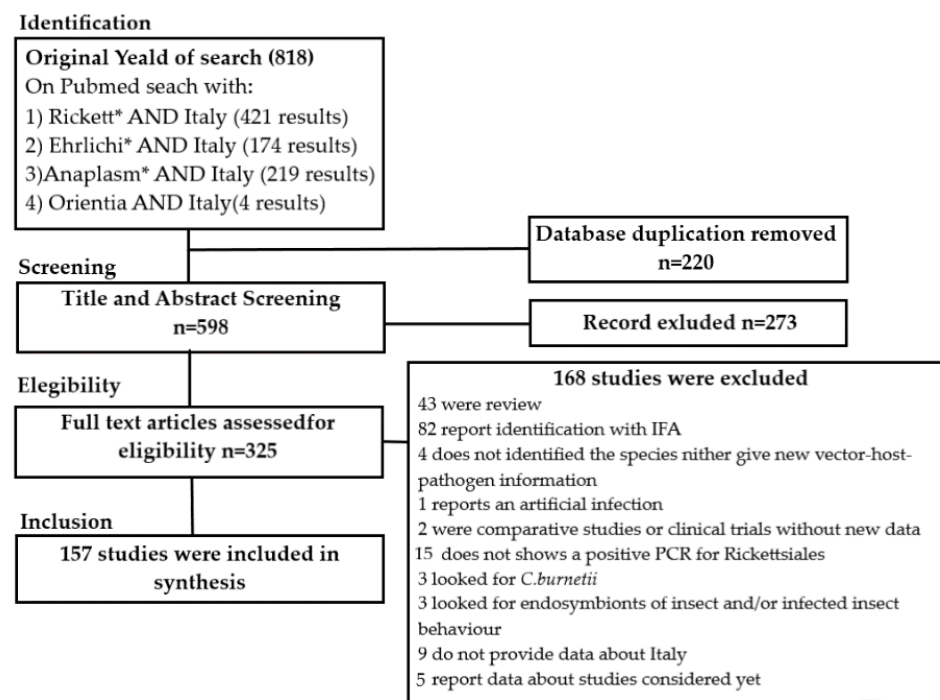 Identification
Original Yeald of search (818)
On Pubmed seach with:
1) Rickett* AND Italy (421 results)
2) Ehrlichi* AND Italy (174 results)
3)Anaplasm* AND Italy (219 results)
4) Orientia AND Italy(4 results)
Database duplication removed
n=220
Screening
Title and Abstract Screening
n=598
Record exluded n=273
Elegibility
Full text articles assessedfor
eligibility n=325
168 studies were excluded
43 were review
82 report identification with IFA
4 does not identified the species nither give new vector-host-
pathogen information
1 reports an artificial infection
2 were comparative studies or clinical trials without new data
15 does not shows a positive PCR for Rickettsiales
3 looked for C.burnetii
3 looked for endosymbionts of insect and/or infected insect
behaviour
9 do not provide data about Italy
5 report data about studies considered yet
Inclusion
157 studies were included in
synthesis